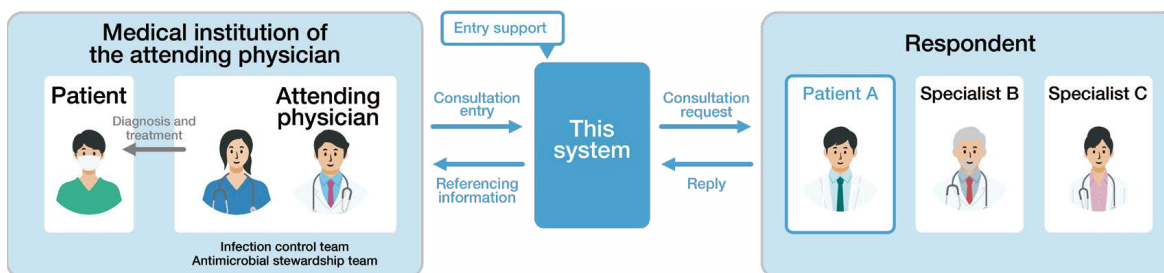 Medical institution of
the attending physician
Patient
Diagnosis and
treatment
Attending
physician
Infection control team
Antimicrobial stewardship team
Entry support
Consultation
entry
Referencing
information
This
system
Consultation
request
Reply
Respondent
Patient A
Specialist B
Specialist C